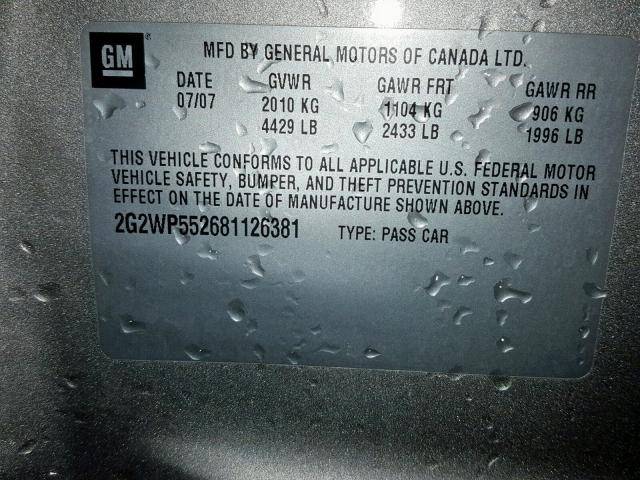 GM ®
MFD BY GENERAL MOTORS OF CANADA LTD.
DATE GVWR GAWR FRT GAWR RR
07/07 2010 KG 1104 KG 906 KG
4429 LB 2433 LB 1996 LB
THIS VEHICLE CONFORMS TO ALL APPLICABLE U.S. FEDERAL MOTOR
VEHICLE SAFETY, BUMPER, AND THEFT PREVENTION STANDARDS IN
EFFECT ON THE DATE OF MANUFACTURE SHOWN ABOVE.
2G2WP552681126381 TYPE: PASS CAR